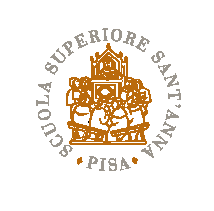 SCUOLA SUPERIORE SANT'ANNA
· PISA ·